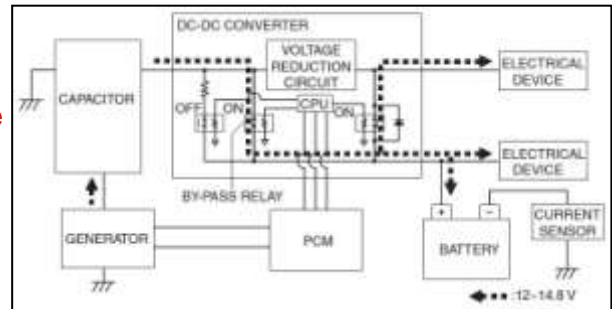 DC-DC CONVERTER
VOLTAGE
REDUCTION
CIRCUIT
ELECTRICAL
DEVICE
CAPACITOR
e
OFF
ON
CPU
ON
ELECTRICAL
DEVICE
BY-PASS RELAY
+
−
GENERATOR
PCM
BATTERY
CURRENT
SENSOR
:12-14.8 V